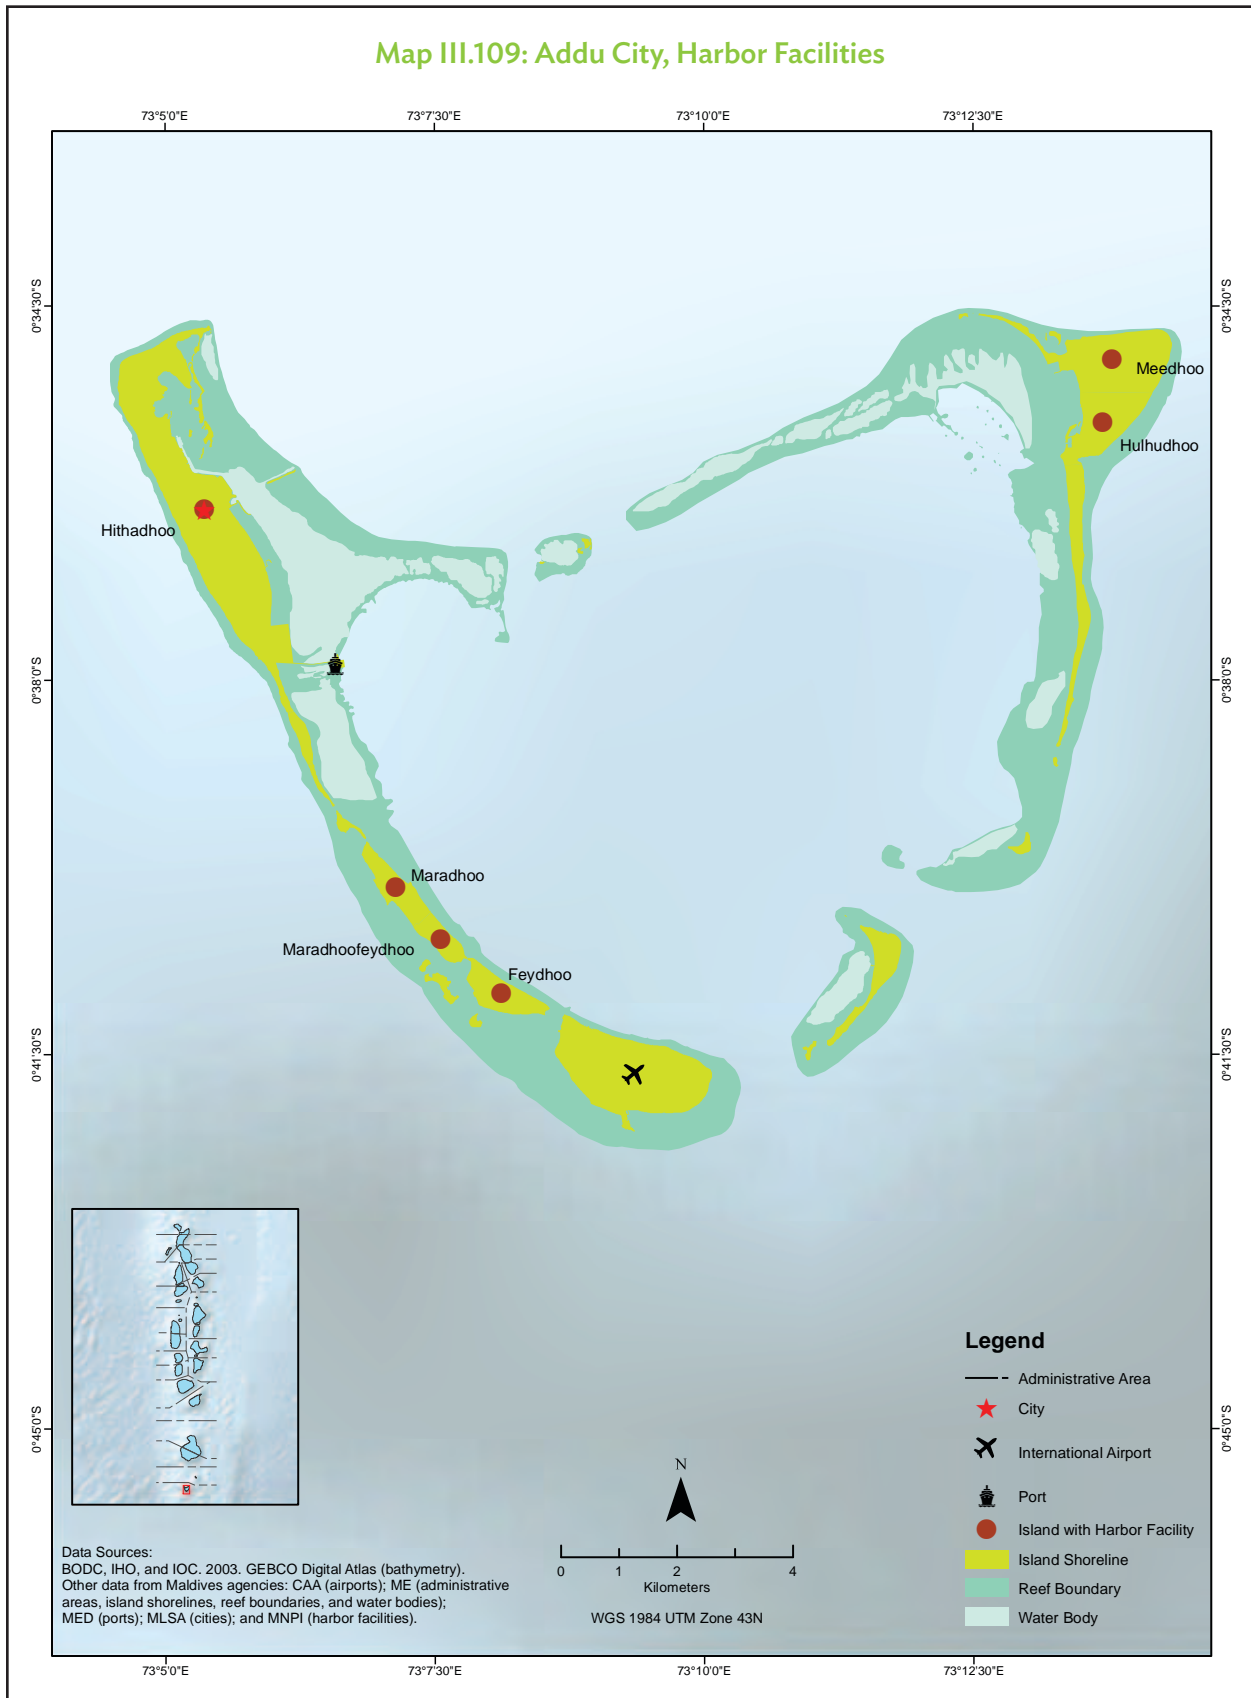 Map III.109: Addu City, Harbor Facilities
73°5'0"E
73°7'30"E
73°10'0"E
73°12'30"E
0°34'30"S
0°34'30"S
Meedhoo
Hulhudhoo
Hithadhoo
0°38'0"S
0°38'0"S
Maradhoo
Maradhoofeydhoo
Feydhoo
0°41'30"S
0°41'30"S
0°45'0"S
0°45'0"S
Legend
Administrative Area
City
International Airport
Port
Island with Harbor Facility
Island Shoreline
Reef Boundary
Water Body
N
0 1 2 4
Kilometers
WGS 1984 UTM Zone 43N
Data Sources:
BODC, IHO, and IOC. 2003. GEBCO Digital Atlas (bathymetry).
Other data from Maldives agencies: CAA (airports); ME (administrative
areas, island shorelines, reef boundaries, and water bodies);
MED (ports); MLSA (cities); and MNPI (harbor facilities).
73°5'0"E
73°7'30"E
73°10'0"E
73°12'30"E